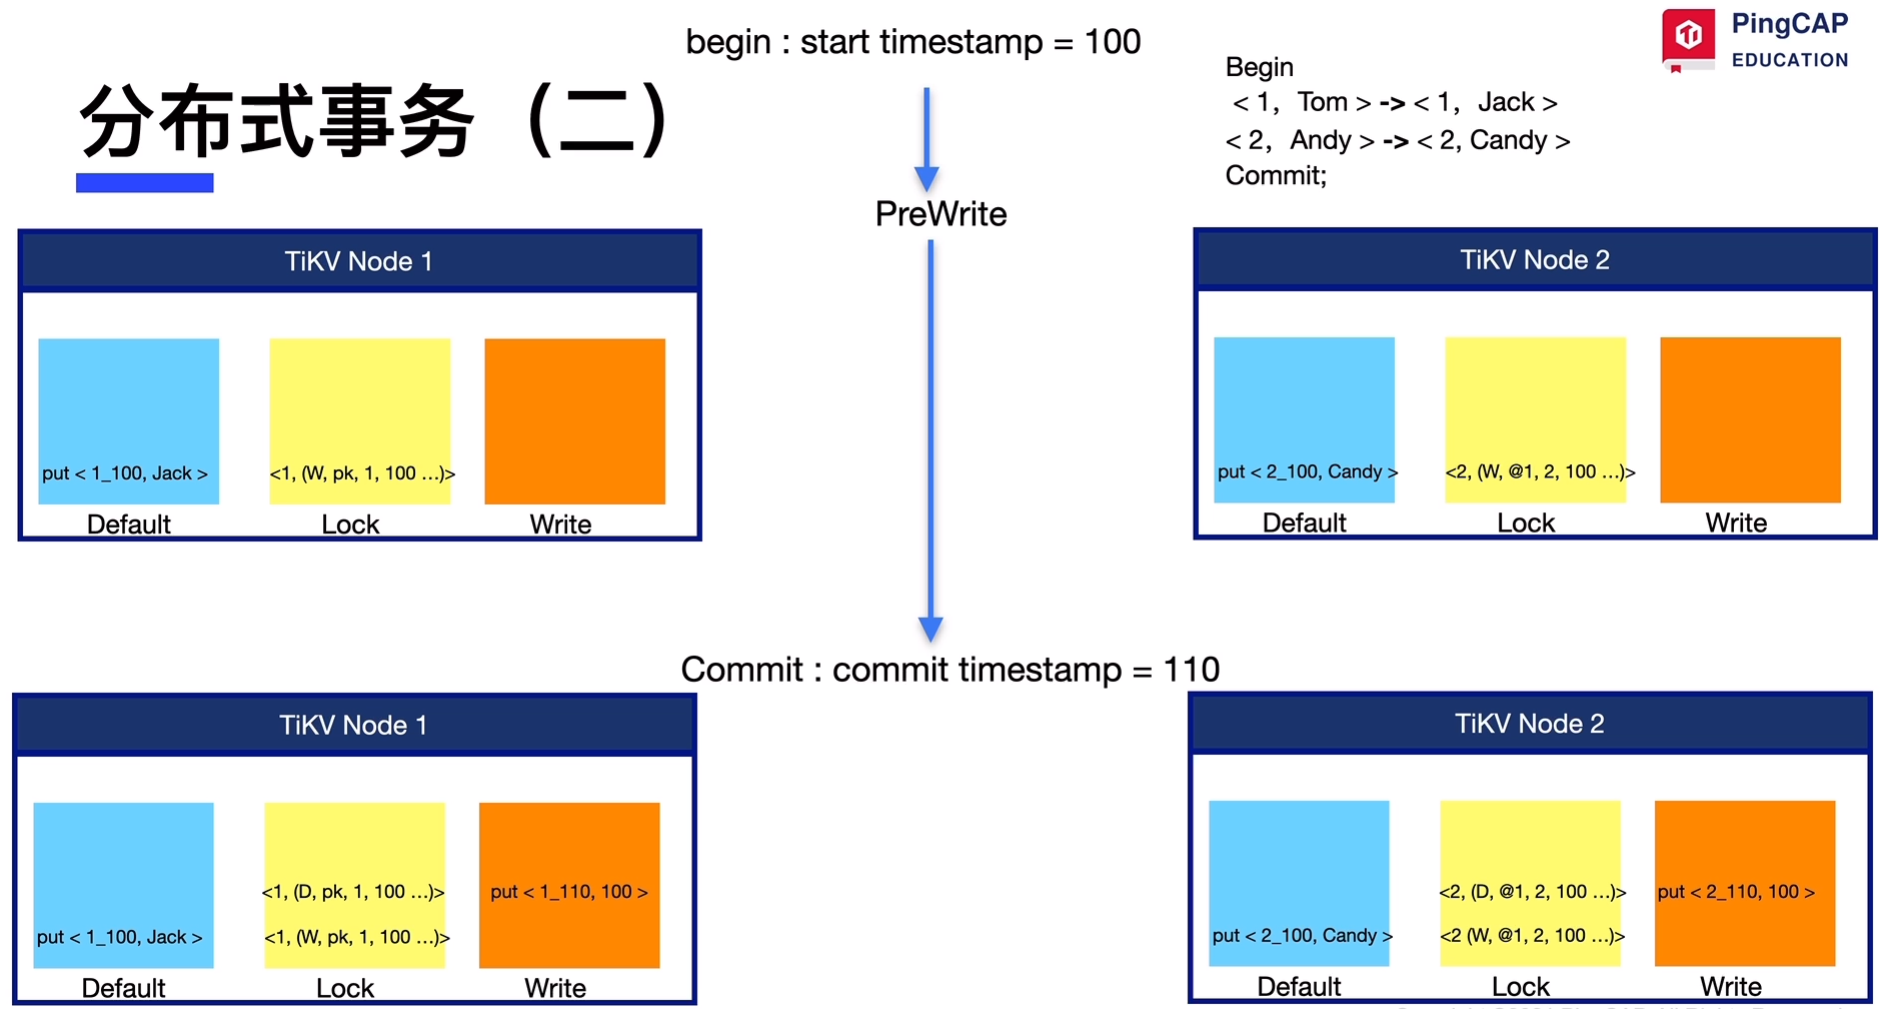 begin : start timestamp = 100
PingCAP
EDUCATION
分布式事务（二）
Begin
< 1,  Tom > -> < 1,  Jack >
< 2,  Andy > -> < 2, Candy >
Commit;
PreWrite
TiKV Node 1
put < 1_100, Jack >
<1, (W, pk, 1, 100 ...)>
Default
Lock
Write
TiKV Node 2
put < 2_100, Candy >
<2, (W, @1, 2, 100 ...)>
Default
Lock
Write
Commit : commit timestamp = 110
TiKV Node 1
<1, (D, pk, 1, 100 ...)>
put < 1_110, 100 >
put < 1_100, Jack >
<1, (W, pk, 1, 100 ...)>
Default
Lock
Write
TiKV Node 2
<2, (D, @1, 2, 100 ...)>
put < 2_110, 100 >
put < 2_100, Candy >
<2 (W, @1, 2, 100 ...)>
Default
Lock
Write